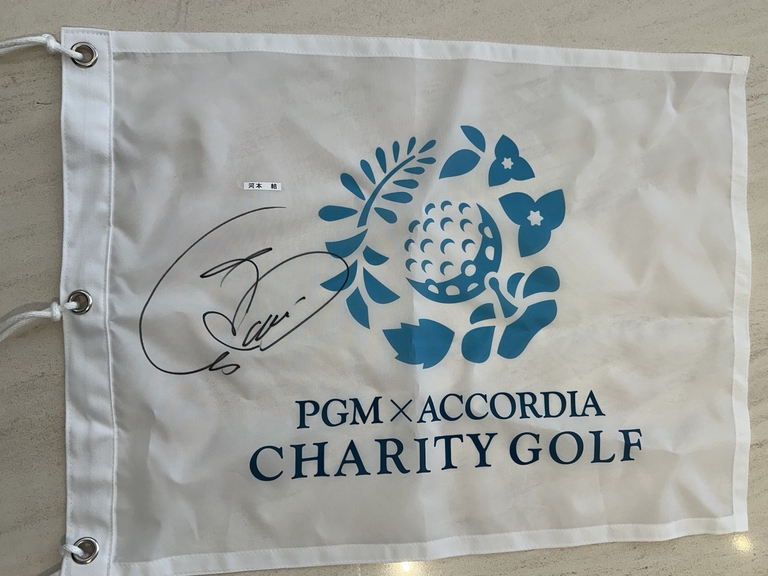 河本 結
PGM×ACCORDIA
CHARITY GOLF